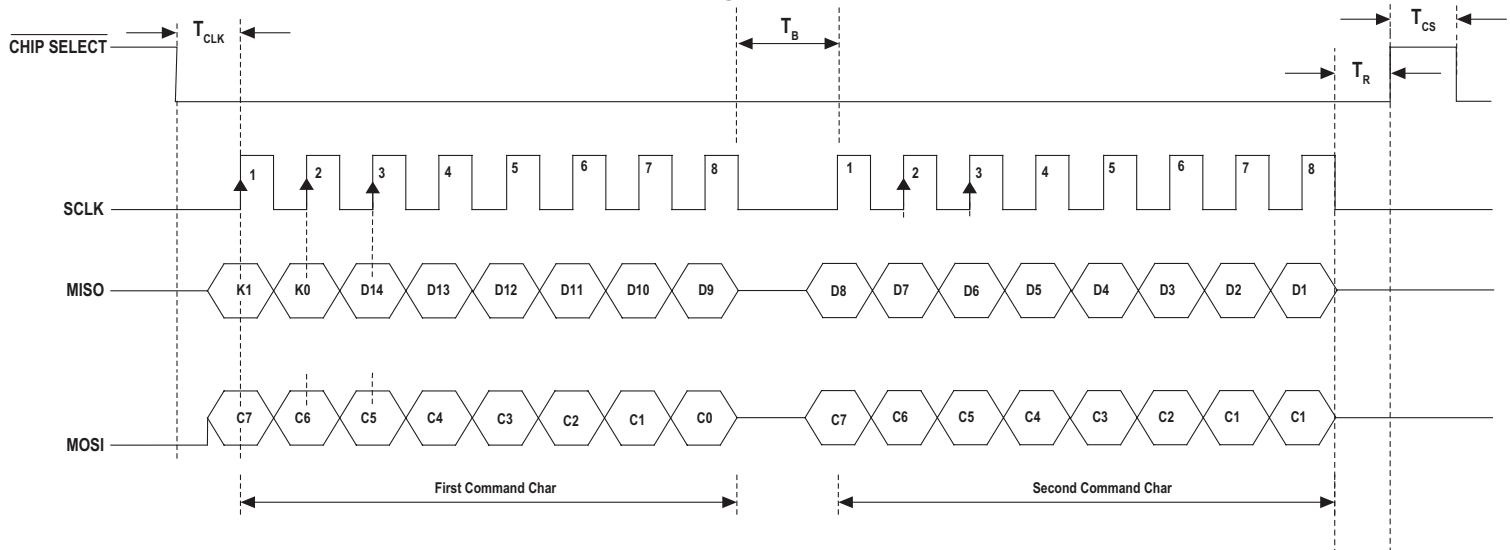 T_CLK T_B T_CS
CHIP SELECT
T_R
1 2 3 4 5 6 7 8 1 2 3 4 5 6 7 8
SCLK
MISO K1 K0 D14 D13 D12 D11 D10 D9 D8 D7 D6 D5 D4 D3 D2 D1
C7 C6 C5 C4 C3 C2 C1 C0 C7 C6 C5 C4 C3 C2 C1 C1
MOSI
First Command Char Second Command Char